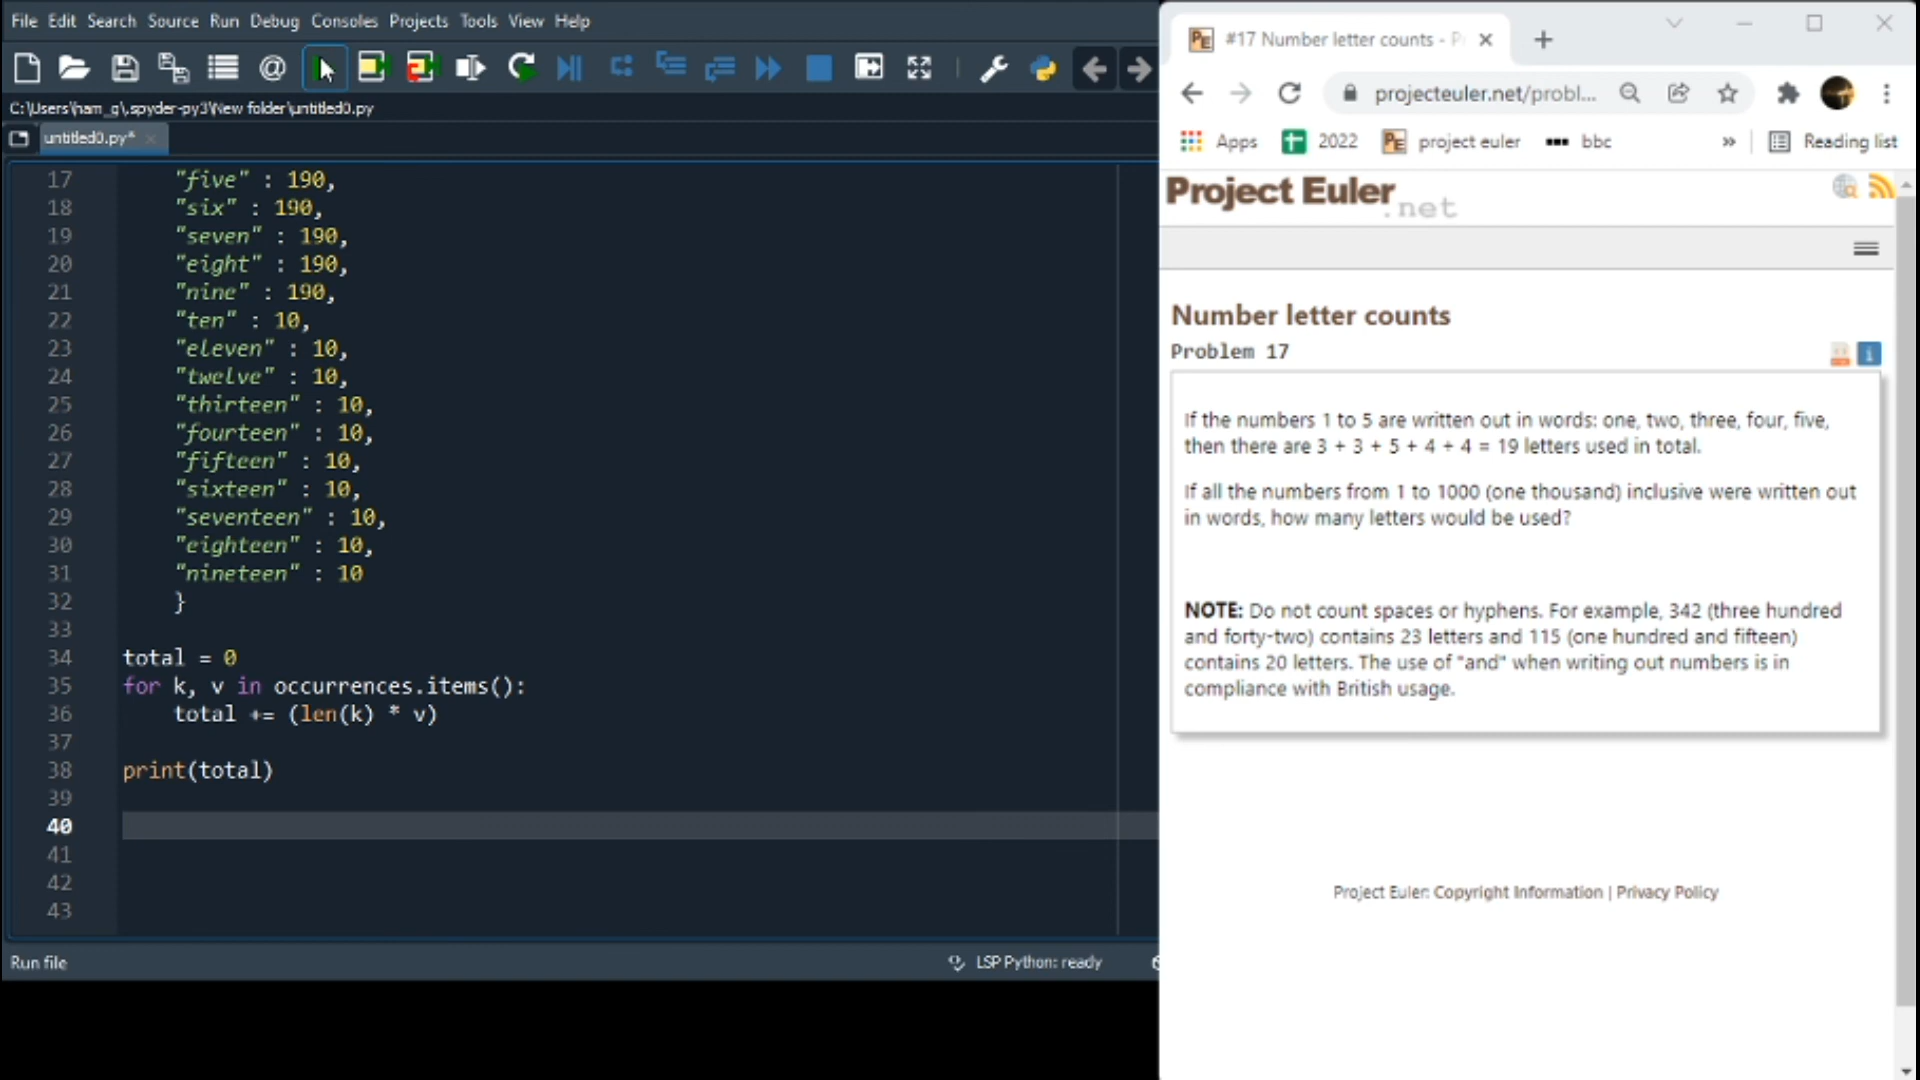 File Edit Search Source Run Debug Consoles Projects Tools View Help
C:\Users\ham_g\.spyder-py3\New folder\untitled0.py
untitled0.py*
17 "five" : 190,
18 "six" : 190,
19 "seven" : 190,
20 "eight" : 190,
21 "nine" : 190,
22 "ten" : 10,
23 "eleven" : 10,
24 "twelve" : 10,
25 "thirteen" : 10,
26 "fourteen" : 10,
27 "fifteen" : 10,
28 "sixteen" : 10,
29 "seventeen" : 10,
30 "eighteen" : 10,
31 "nineteen" : 10
32 }
33
34 total = 0
35 for k, v in occurrences.items():
36 total += (len(k) * v)
37
38 print(total)
39
40
41
42
43
Run file
LSP Python: ready
#17 Number letter counts - P
projecteuler.net/probl...
Apps 2022 project euler bbc » Reading list
Project Euler
.net
Number letter counts
Problem 17
If the numbers 1 to 5 are written out in words: one, two, three, four, five,
then there are 3 + 3 + 5 + 4 + 4 = 19 letters used in total.
If all the numbers from 1 to 1000 (one thousand) inclusive were written out
in words, how many letters would be used?
NOTE: Do not count spaces or hyphens. For example, 342 (three hundred
and forty-two) contains 23 letters and 115 (one hundred and fifteen)
contains 20 letters. The use of "and" when writing out numbers is in
compliance with British usage.
Project Euler: Copyright Information | Privacy Policy